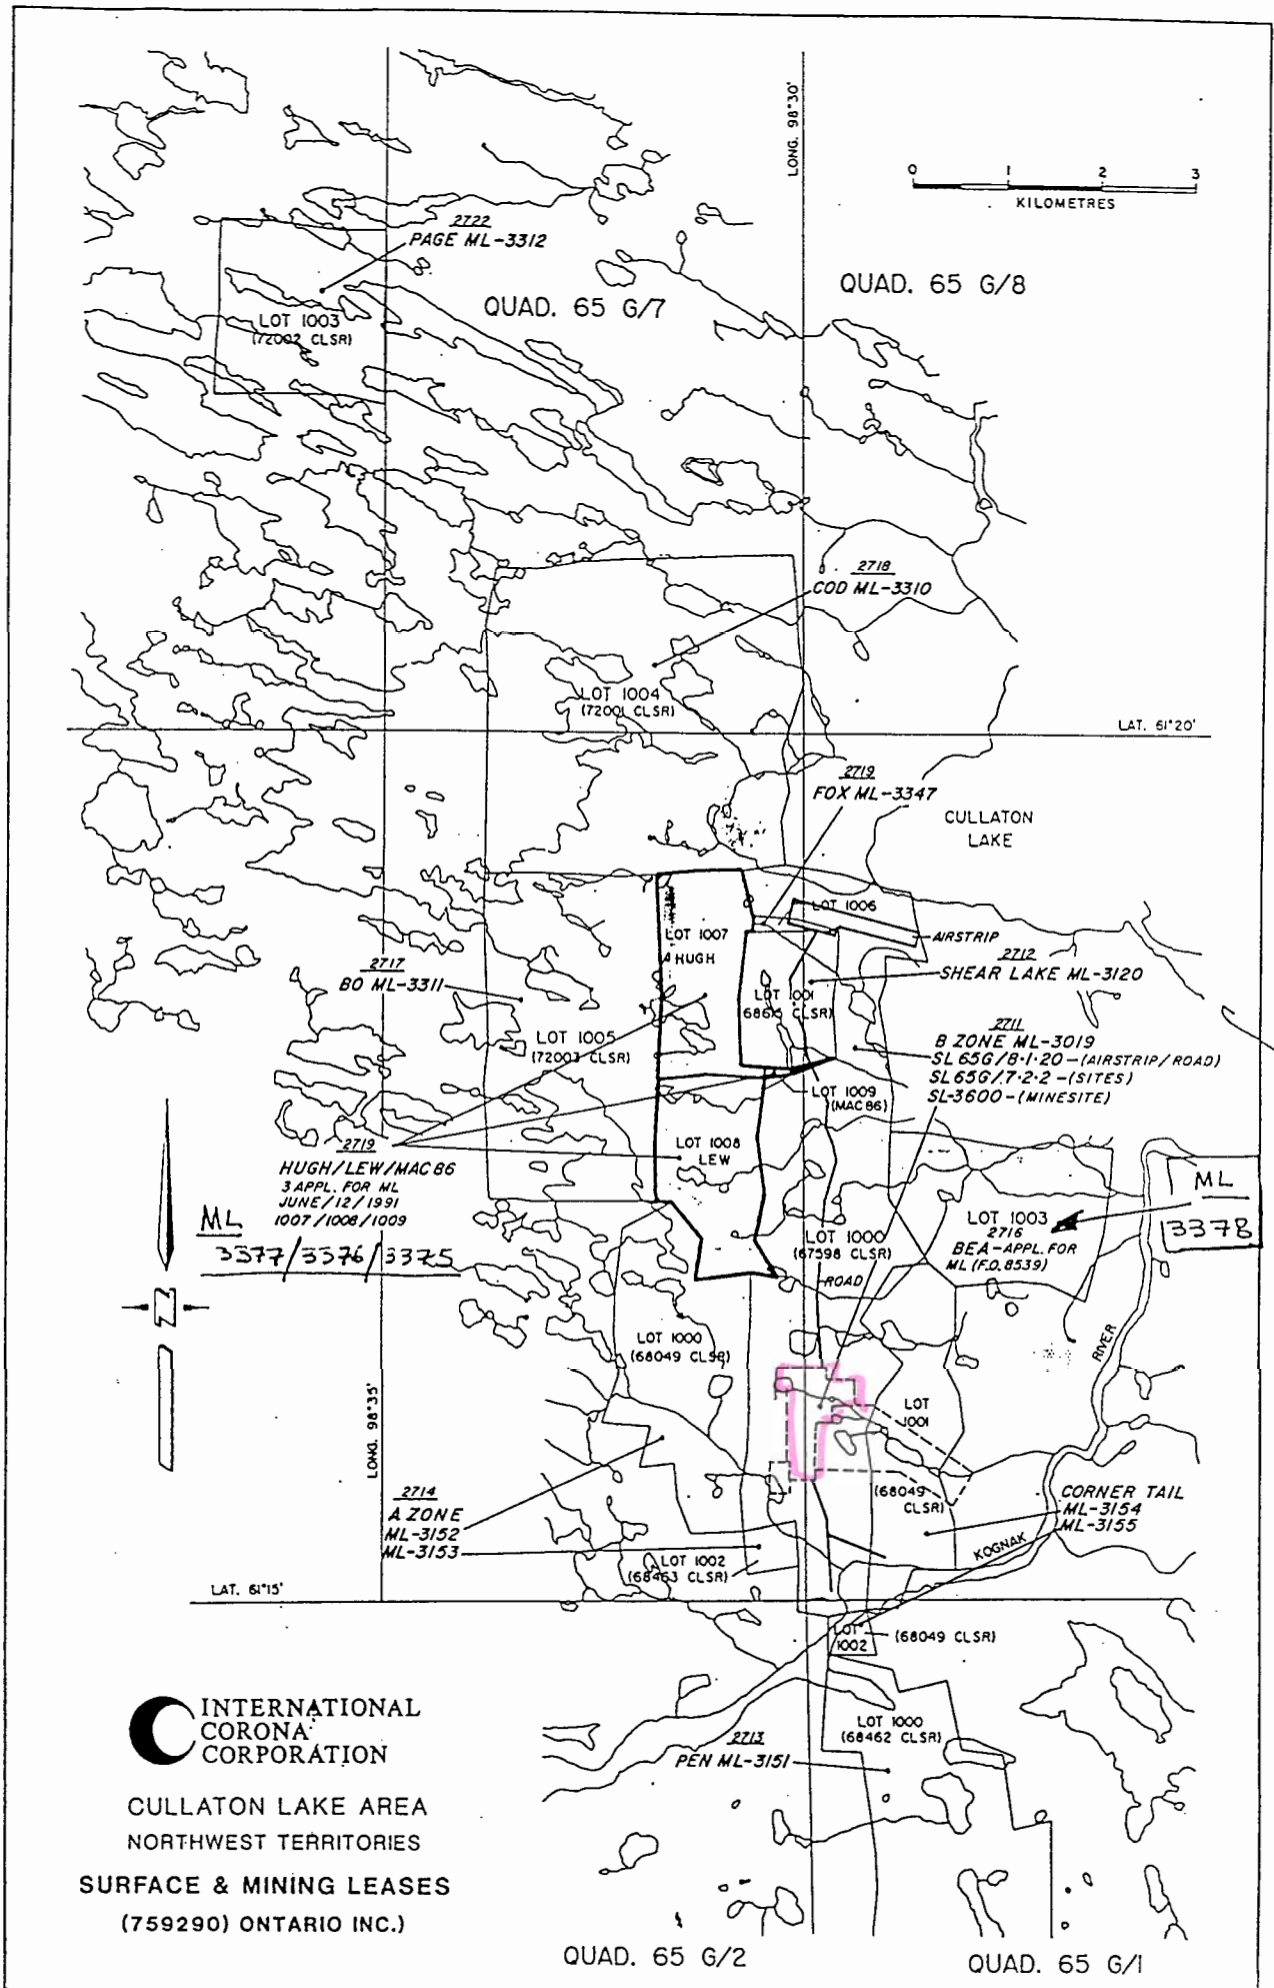 LONG. 98°30'
0 1 2 3
KILOMETRES
2722
PAGE ML-3312
QUAD. 65 G/7
QUAD. 65 G/8
LOT 1003
(72002 CLSR)
2718
COD ML-3310
LOT 1004
(72001 CLSR)
LAT. 61°20'
2719
FOX ML-3347
CULLATON
LAKE
LOT 1006
AIRSTRIP
LOT 1007
HUGH
2712
SHEAR LAKE ML-3120
2717
BO ML-3311
LOT 1001
(68615 CLSR)
LOT 1005
(72003 CLSR)
2711
B ZONE ML-3019
SL 65G/8·1·20-(AIRSTRIP/ROAD)
SL 65G/7·2·2-(SITES)
SL-3600-(MINESITE)
LOT 1009
(MAC 86)
LOT 1008
LEW
2719
HUGH/LEW/MAC 86
3 APPL. FOR ML
JUNE/12/1991
1007/1008/1009
ML
3377/3376/3375
ML
3378
LOT 1003
2716
BEA-APPL. FOR
ML (F.O. 8539)
LOT 1000
(67598 CLSR)
ROAD
N
LOT 1000
(68049 CLSR)
RIVER
LONG. 98°35'
LOT
1001
(68049
CLSR)
2714
A ZONE
ML-3152
ML-3153
CORNER TAIL
ML-3154
ML-3155
KOGNAK
LOT 1002
(68463 CLSR)
LAT. 61°15'
LOT
1002
(68049 CLSR)
LOT 1000
(68462 CLSR)
2713
PEN ML-3151
INTERNATIONAL
CORONA
CORPORATION
CULLATON LAKE AREA
NORTHWEST TERRITORIES
SURFACE & MINING LEASES
(759290) ONTARIO INC.)
QUAD. 65 G/2
QUAD. 65 G/1